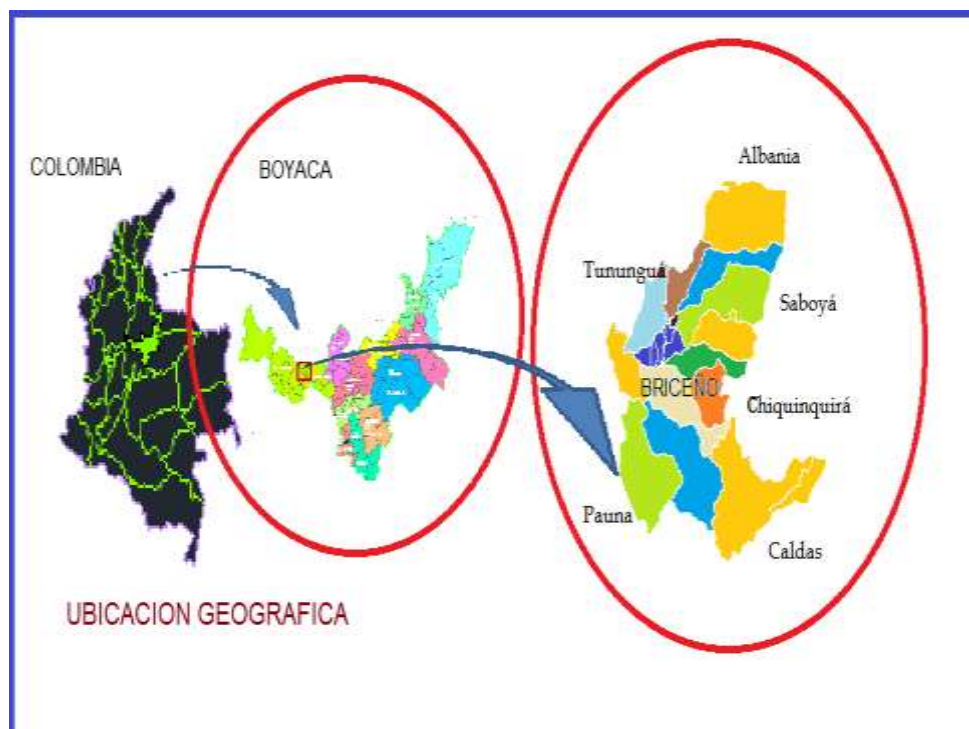 COLOMBIA
BOYACA
Albania
Tununguá
Saboyá
BRICEÑO
Chiquinquirá
Pauna
Caldas
UBICACION GEOGRAFICA